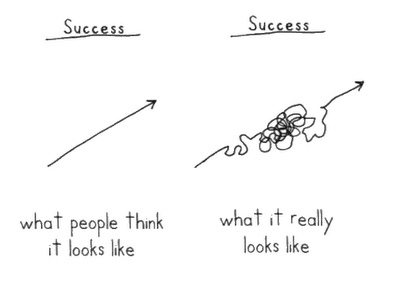 Success
what people think
it looks like
Success
what it really
looks like